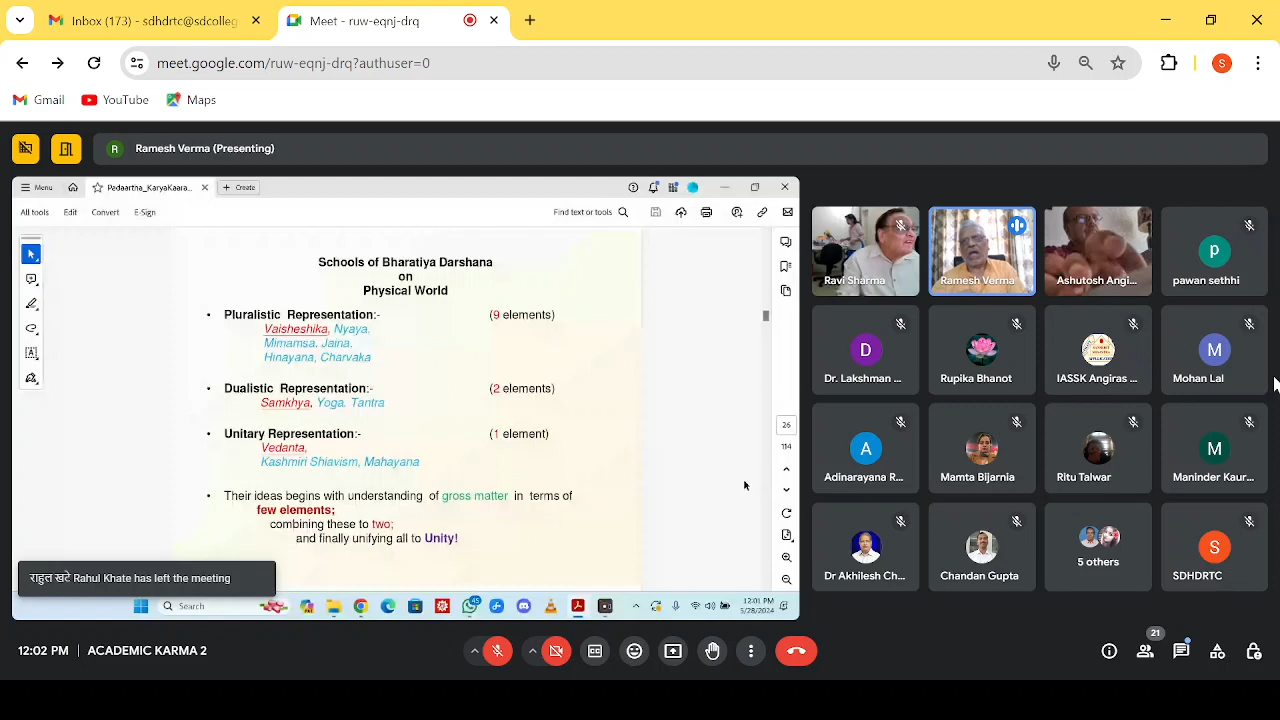 Inbox (173) - sdhdrtc@sdcolleg
Meet - ruw-eqnj-drq
meet.google.com/ruw-eqnj-drq?authuser=0
S
Gmail
YouTube
Maps
R
Ramesh Verma (Presenting)
Menu
Padaartha_KaryaKaara...
+ Create
All tools
Edit
Convert
E-Sign
Find text or tools
Schools of Bharatiya Darshana
on
Physical World
• Pluralistic Representation:- (9 elements)
Vaisheshika, Nyaya,
Mimamsa, Jaina,
Hinayana, Charvaka
• Dualistic Representation:- (2 elements)
Samkhya, Yoga. Tantra
• Unitary Representation:- (1 element)
Vedanta,
Kashmiri Shiavism, Mahayana
• Their ideas begins with understanding of gross matter in terms of
few elements;
combining these to two;
and finally unifying all to Unity!
26
114
राहुल खटे Rahul Khate has left the meeting
Search
45
12:01 PM
5/28/2024
Ravi Sharma
Ramesh Verma
Ashutosh Angi...
p
pawan sethhi
D
Dr. Lakshman ...
Rupika Bhanot
IASSK Angiras ...
M
Mohan Lal
A
Adinarayana R...
Mamta Bijarnia
Ritu Talwar
M
Maninder Kaur...
Dr Akhilesh Ch...
Chandan Gupta
5 others
S
SDHDRTC
12:02 PM
ACADEMIC KARMA 2
21